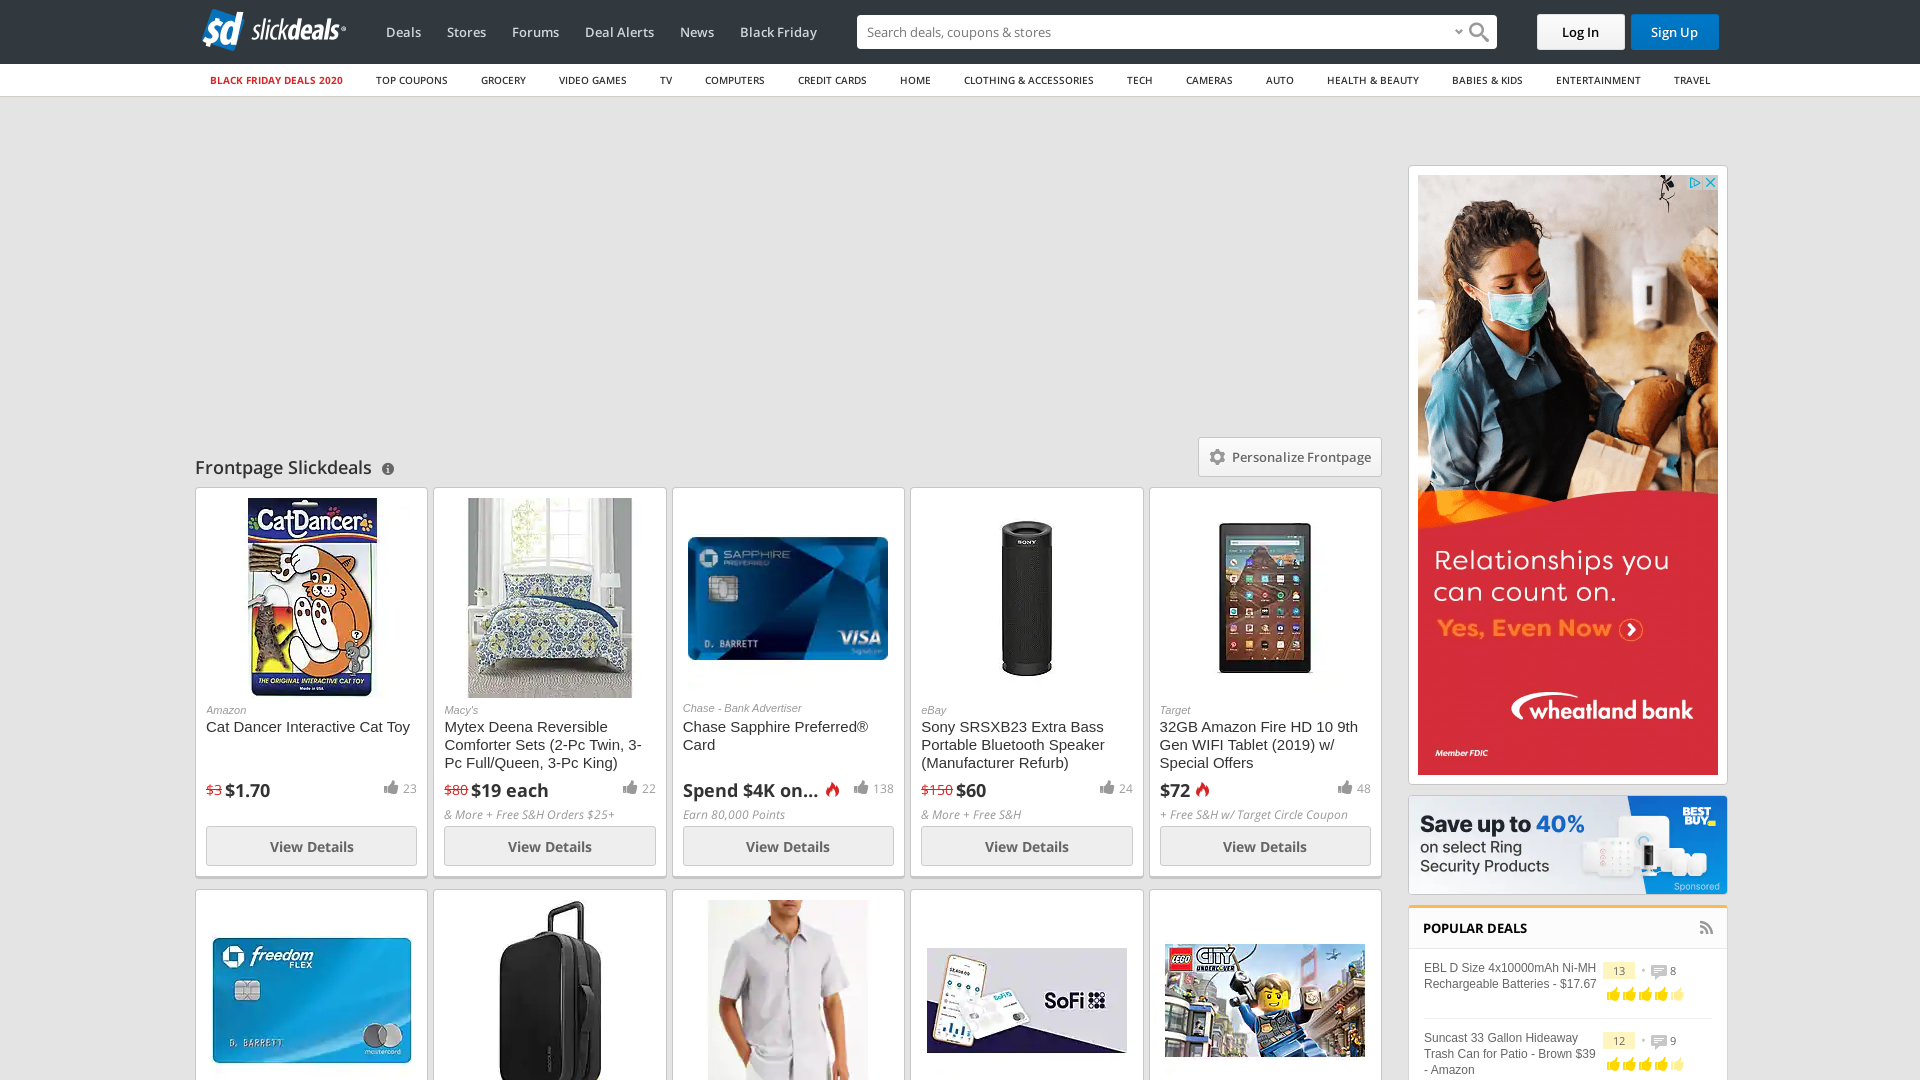 $d slickdeals®
Deals
Stores
Forums
Deal Alerts
News
Black Friday
Search deals, coupons & stores
Log In
Sign Up
BLACK FRIDAY DEALS 2020
TOP COUPONS
GROCERY
VIDEO GAMES
TV
COMPUTERS
CREDIT CARDS
HOME
CLOTHING & ACCESSORIES
TECH
CAMERAS
AUTO
HEALTH & BEAUTY
BABIES & KIDS
ENTERTAINMENT
TRAVEL
Frontpage Slickdeals
Personalize Frontpage
CatDancer
THE ORIGINAL INTERACTIVE CAT TOY
Made in USA
Amazon
Cat Dancer Interactive Cat Toy
$3 $1.70
23
View Details
Macy's
Mytex Deena Reversible
Comforter Sets (2-Pc Twin, 3-
Pc Full/Queen, 3-Pc King)
$80 $19 each
22
& More + Free S&H Orders $25+
View Details
SAPPHIRE
PREFERRED
D. BARRETT
VISA
Signature
Chase - Bank Advertiser
Chase Sapphire Preferred®
Card
Spend $4K on...
138
Earn 80,000 Points
View Details
SONY
eBay
Sony SRSXB23 Extra Bass
Portable Bluetooth Speaker
(Manufacturer Refurb)
$150 $60
24
& More + Free S&H
View Details
Target
32GB Amazon Fire HD 10 9th
Gen WIFI Tablet (2019) w/
Special Offers
$72
48
+ Free S&H w/ Target Circle Coupon
View Details
freedom
FLEX
D. BARRETT
mastercard
SoFi
SoFi
LEGO CITY
UNDERCOVER
Relationships you
can count on.
Yes, Even Now
wheatland bank
Member FDIC
Save up to 40%
on select Ring
Security Products
BEST
BUY
Sponsored
POPULAR DEALS
EBL D Size 4x10000mAh Ni-MH
Rechargeable Batteries - $17.67
13
8
Suncast 33 Gallon Hideaway
Trash Can for Patio - Brown $39
- Amazon
12
9